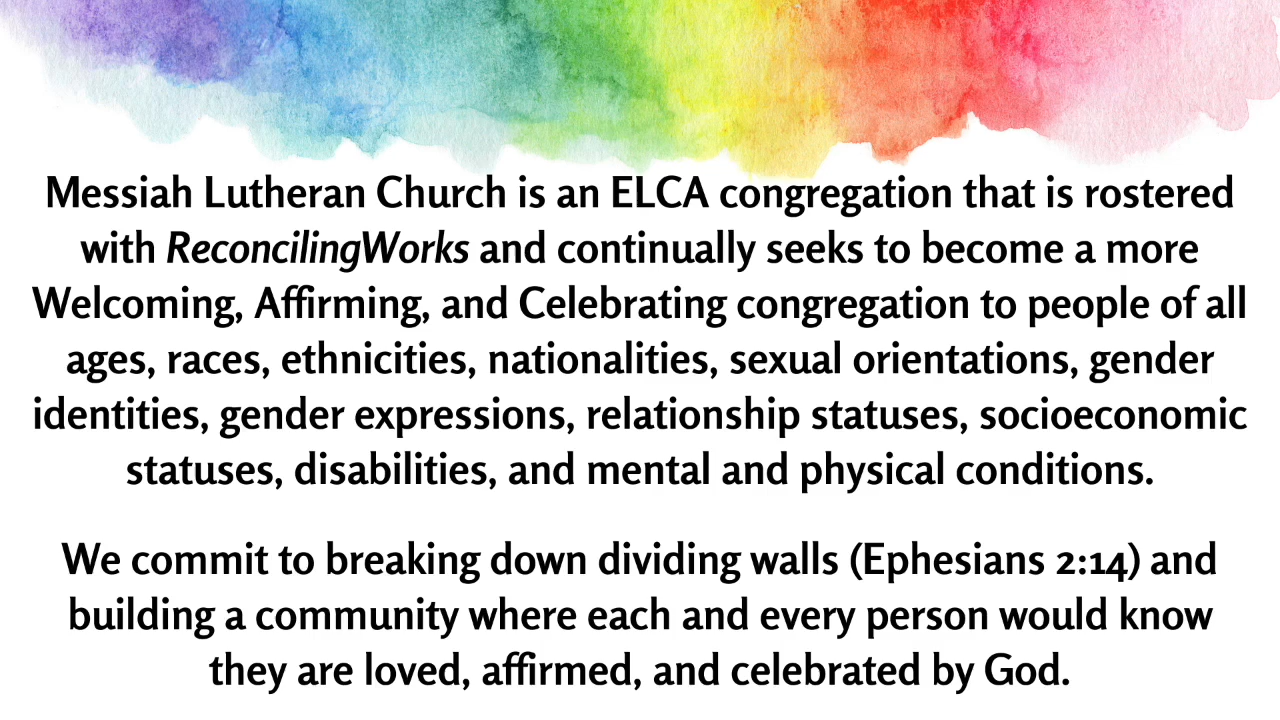 Messiah Lutheran Church is an ELCA congregation that is rostered
with ReconcilingWorks and continually seeks to become a more
Welcoming, Affirming, and Celebrating congregation to people of all
ages, races, ethnicities, nationalities, sexual orientations, gender
identities, gender expressions, relationship statuses, socioeconomic
statuses, disabilities, and mental and physical conditions.
We commit to breaking down dividing walls (Ephesians 2:14) and
building a community where each and every person would know
they are loved, affirmed, and celebrated by God.